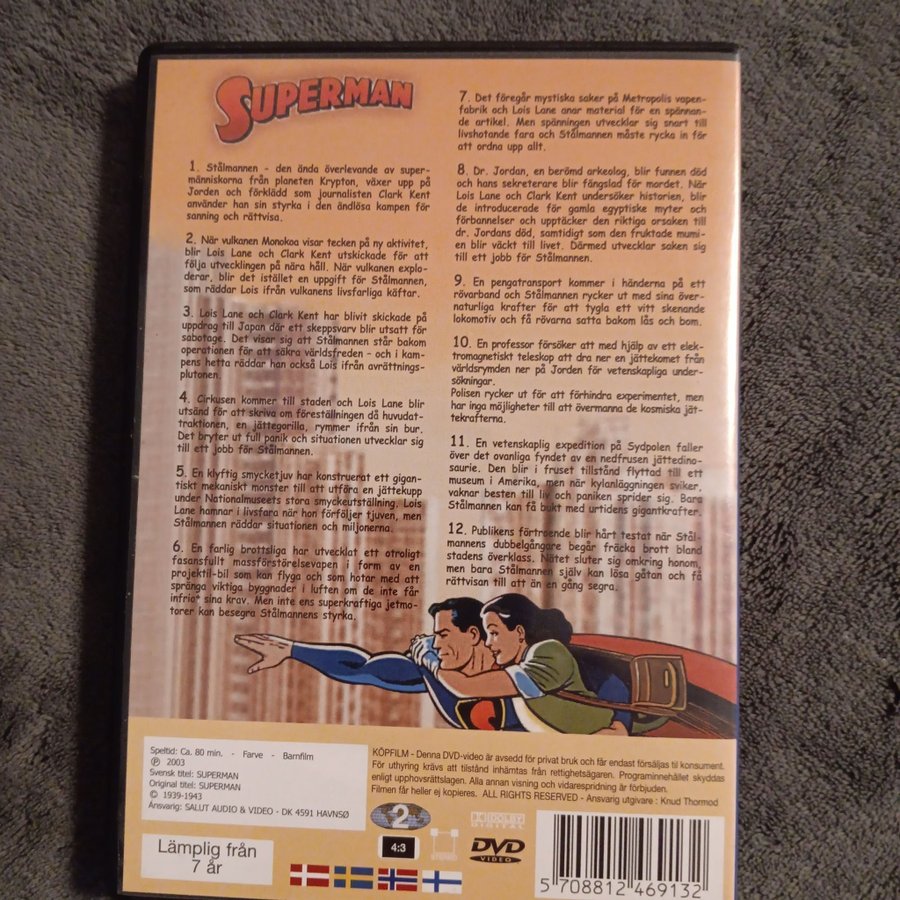 SUPERMAN
1. Stålmannen - den ända överlevande av super-
människorna från planeten Krypton, växer upp på
Jorden och förklädd som journalisten Clark Kent
använder han sin styrka i den ändlösa kampen för
sanning och rättvisa.
2. När vulkanen Monokoa visar tecken på ny aktivitet,
blir Lois Lane och Clark Kent utskickade för att
följa utvecklingen på nära håll. När vulkanen explo-
derar, blir det istället en uppgift för Stålmannen,
som räddar Lois ifrån vulkanens livsfarliga käftar.
3. Lois Lane och Clark Kent har blivit skickade på
uppdrag till Japan där ett skeppsvarv blir utsatt för
sabotage. Det visar sig att Stålmannen står bakom
operationen för att säkra världsfreden - och i kam-
pens hetta räddar han också Lois ifrån avrättnings-
plutonen.
4. Cirkusen kommer till staden och Lois Lane blir
utsänd för att skriva om föreställningen då huvudat-
traktionen, en jättegorilla, rymmer ifrån sin bur.
Det bryter ut full panik och situationen utvecklar sig
till ett jobb för Stålmannen.
5. En klyftig smycketjuv har konstruerat ett gigan-
tiskt mekaniskt monster till att utföra en jättekupp
under Nationalmuseets stora smyckeutställning. Lois
Lane hamnar i livsfara när hon förföljer tjuven, men
Stålmannen räddar situationen och miljonerna.
6. En farlig brottsliga har utvecklat ett otroligt
fasansfullt massförstörelsevapen i form av en
projektil-bil som kan flyga och som hotar med att
spränga viktiga byggnader i luften om de inte får
infriat sina krav. Men inte ens superkraftiga jetmo-
torer kan besegra Stålmannens styrka.
7. Det föregår mystiska saker på Metropolis vapen-
fabrik och Lois Lane anar material för en spännan-
de artikel. Men spänningen utvecklar sig snart till
livshotande fara och Stålmannen måste rycka in för
att ordna upp allt.
8. Dr. Jordan, en berömd arkeolog, blir funnen död
och hans sekreterare blir fängslad för mordet. När
Lois Lane och Clark Kent undersöker historien, blir
de introducerade för gamla egyptiske myter och
förbannelser och upptäcker den riktiga orsaken till
dr. Jordans död, samtidigt som den fruktade mumi-
en blir väckt till livet. Därmed utvecklar saken sig
till ett jobb för Stålmannen.
9. En pengatransport kommer i händerna på ett
rövarband och Stålmannen rycker ut med sina över-
naturliga krafter för att tygla ett vitt skenande
lokomotiv och få rövarna satta bakom lås och bom.
10. En professor försöker att med hjälp av ett elek-
tromagnetiskt teleskop att dra ner en jättekomet från
världsrymden ner på Jorden för vetenskapliga under-
sökningar.
Polisen rycker ut för att förhindra experimentet, men
har inga möjligheter till att övermanna de kosmiska jät-
tekrafterna.
11. En vetenskaplig expedition på Sydpolen faller
över det ovanliga fyndet av en nedfrusen jättedino-
saurie. Den blir i fruset tillstånd flyttad till ett
museum i Amerika, men när kylanläggningen sviker,
vaknar besten till liv och paniken sprider sig. Bara
Stålmannen kan få bukt med urtidens gigantkrafter.
12. Publikens förtroende blir hårt testat när Stål-
mannens dubbelgångare begår fräcka brott bland
stadens överklass. Nätet sluter sig omkring honom,
men bara Stålmannen själv kan lösa gåtan och få
rättvisan till att än en gång segra.
Speltid: Ca. 80 min. - Farve - Barnfilm
℗ 2003
Svensk titel: SUPERMAN
Original titel: SUPERMAN
© 1939-1943
Ansvarig: SALUT AUDIO & VIDEO - DK 4591 HAVNSØ
KÖPFILM - Denna DVD-video är avsedd för privat bruk och får endast försäljas til konsument.
För uthyring krävs att tilstånd inhämtas från rettighetsägaren. Programinnehållet skyddas
enligt upphovsrättslagen. All annan visning och vidarespridning är förbjuden.
Filmen får heller ej kopieres. ALL RIGHTS RESERVED - Ansvarig utgivare : Knud Thormod
Lämplig från
7 år
2
4:3
STEREO
DOLBY
DIGITAL
DVD
VIDEO
5 708812 469132